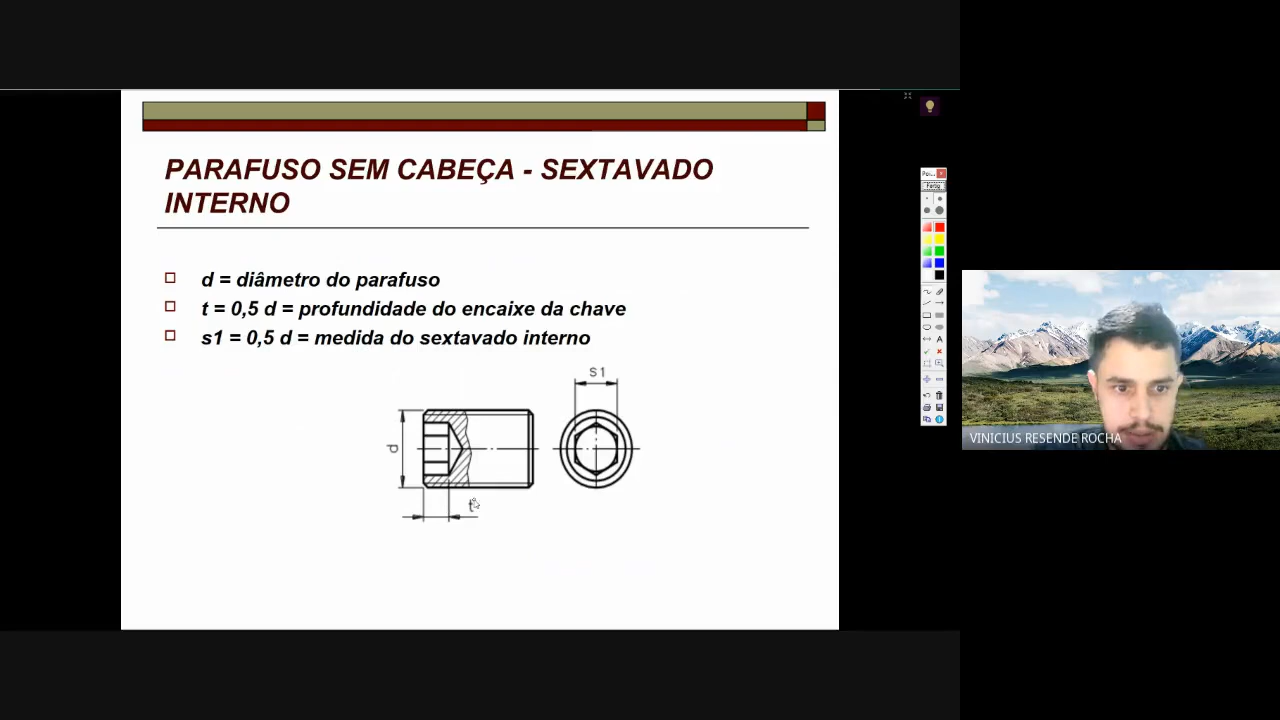 PARAFUSO SEM CABEÇA - SEXTAVADO
INTERNO
d = diâmetro do parafuso
t = 0,5 d = profundidade do encaixe da chave
s1 = 0,5 d = medida do sextavado interno
s1
d
t
Poi...
A
VINICIUS RESENDE ROCHA